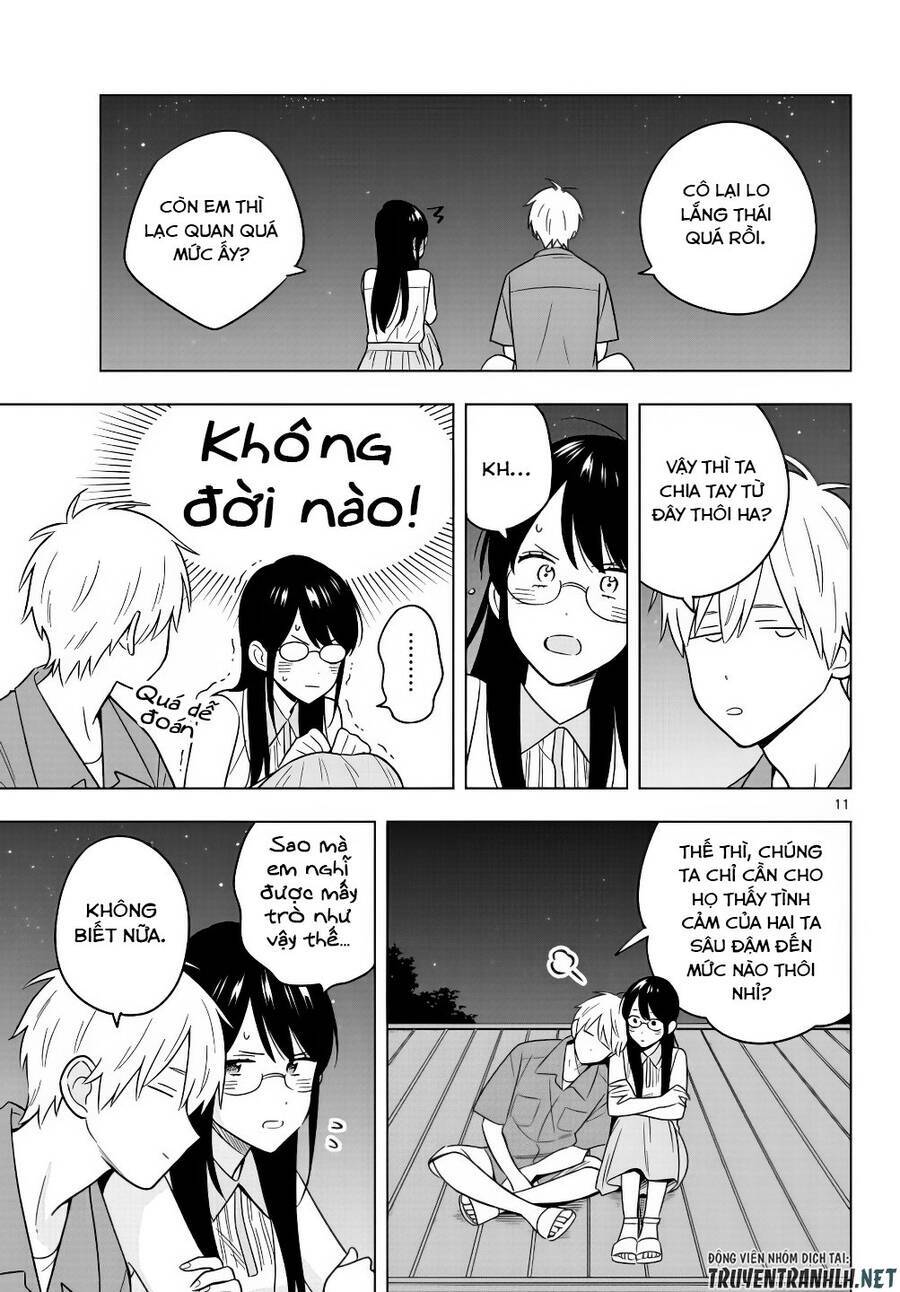 CÔ LẠI LO
LẮNG THÁI
QUÁ RỒI.
CÒN EM THÌ
LẠC QUAN QUÁ
MỨC ẤY?
VẬY THÌ TA
CHIA TAY TỪ
ĐÂY THÔI HA?
KH...
Không
đời nào!
.........
Quá dễ
đoán
11
THẾ THÌ, CHÚNG
TA CHỈ CẦN CHO
HỌ THẤY TÌNH
CẢM CỦA HAI TA
SÂU ĐẬM ĐẾN
MỨC NÀO THÔI
NHỈ?
Sao mà
em nghĩ
được mấy
trò như
vậy thế...
KHÔNG
BIẾT NỮA.
ĐỘNG VIÊN NHÓM DỊCH TẠI:
TRUYENTRANHLH.NET